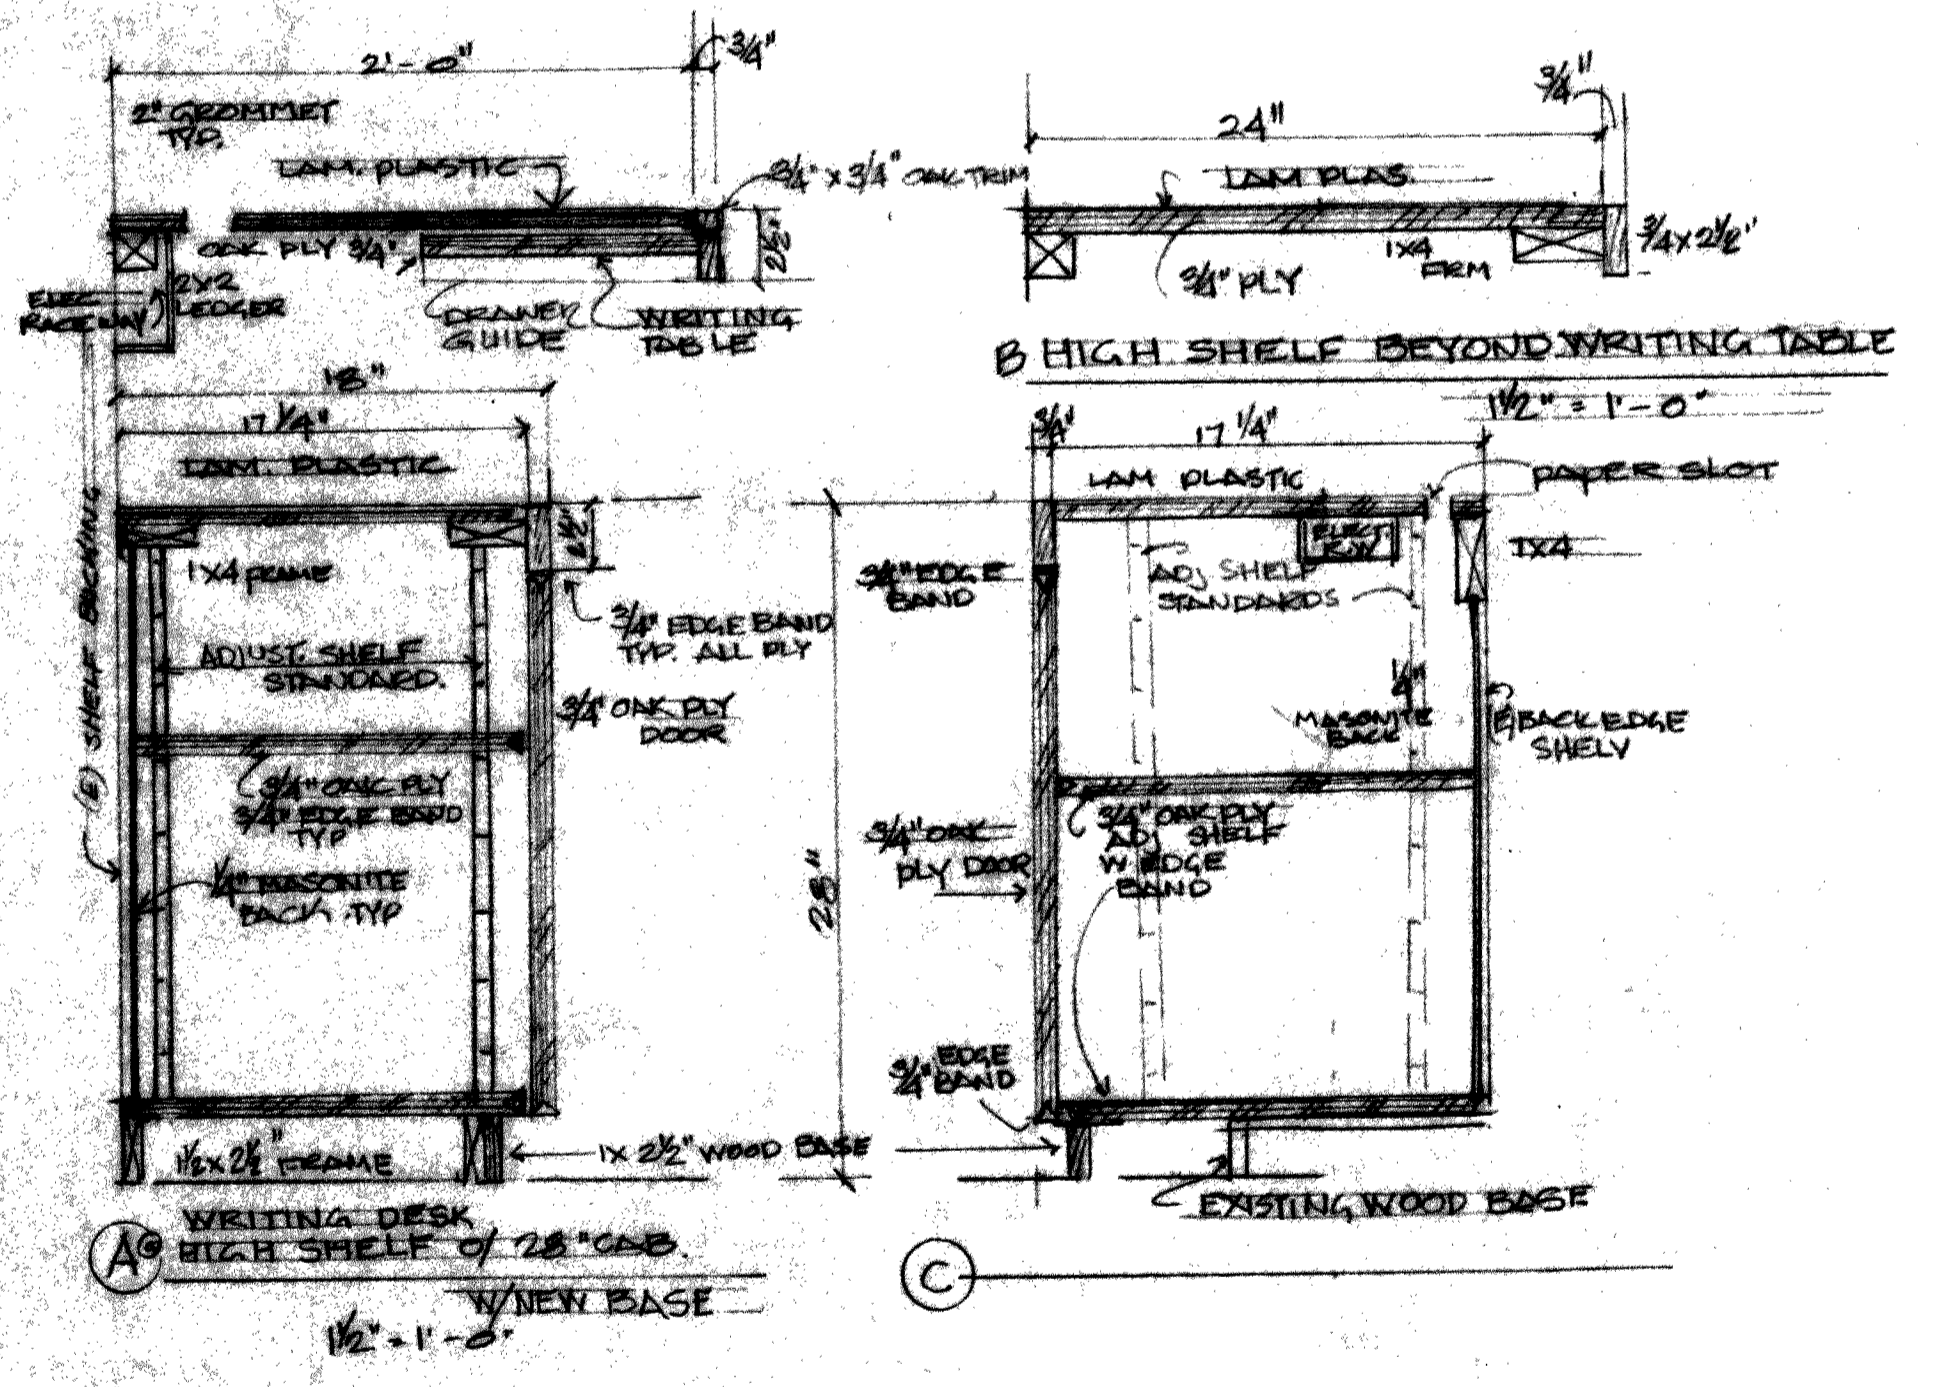 2'-0"
3/4"
2" GROMMET
TYP.
LAM. PLASTIC
3/4" X 3/4" OAK TRIM
OAK PLY 3/4"
2 1/2"
2X2
LEDGER
ELEC
RACEWAY
DRAWER
GUIDE
WRITING
TABLE
24"
3/4"
LAM PLAS.
3/4 X 2 1/2"
1X4
3/4" PLY
B HIGH SHELF BEYOND WRITING TABLE
1 1/2" = 1'-0"
18"
17 1/4"
LAM. PLASTIC
2 1/2"
1X4 FRAME
3/4" EDGE BAND
TYP. ALL PLY
ADJUST. SHELF
STANDARD.
3/4" OAK PLY
DOOR
3/4" OAK PLY
3/4" EDGE BAND
TYP
1/4" MASONITE
BACK TYP
(E) SHELF BACKING
1 1/2 X 2 1/2" FRAME
1X 2 1/2" WOOD BASE
28"
A
WRITING DESK
HIGH SHELF O/ 28" CAB.
W/NEW BASE
1 1/2" = 1'-0"
3/4"
17 1/4"
LAM PLASTIC
PAPER SLOT
ELECT
1X4
3/4" EDGE
BAND
ADJ SHELF
STANDARDS
1/4"
MASONITE
BACK
(E) BACK EDGE
SHELV
3/4" OAK
PLY DOOR
3/4" OAK PLY
ADJ SHELF
W EDGE
BAND
3/4" EDGE
BAND
EXISTING WOOD BASE
C